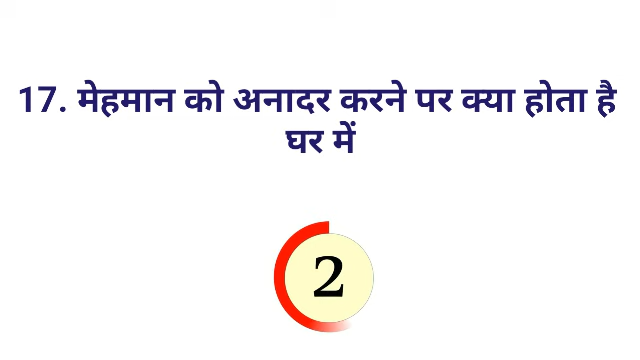 17. मेहमान को अनादर करने पर क्या होता है
घर में
2